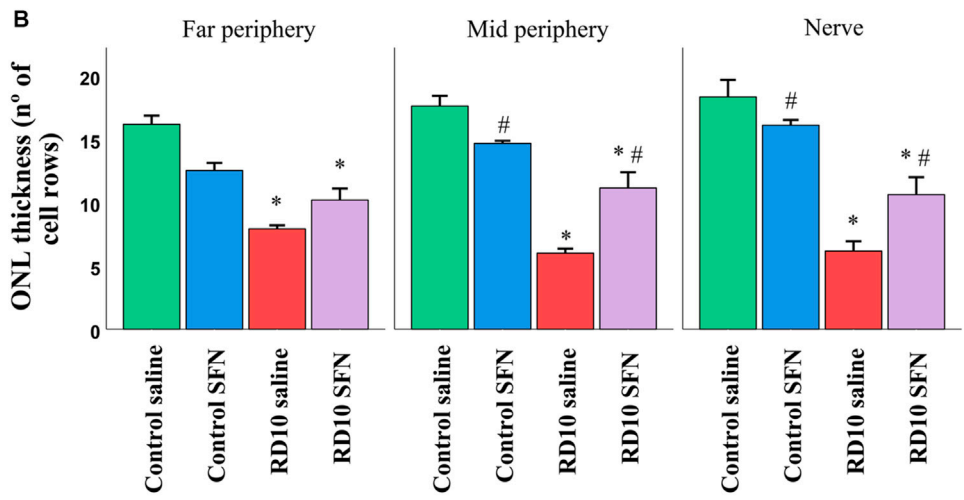 B
Far periphery
Mid periphery
Nerve
ONL thickness (nº of
cell rows)
20
15
10
5
0
*
*
#
*
* #
#
*
* #
Control saline
Control SFN
RD10 saline
RD10 SFN
Control saline
Control SFN
RD10 saline
RD10 SFN
Control saline
Control SFN
RD10 saline
RD10 SFN